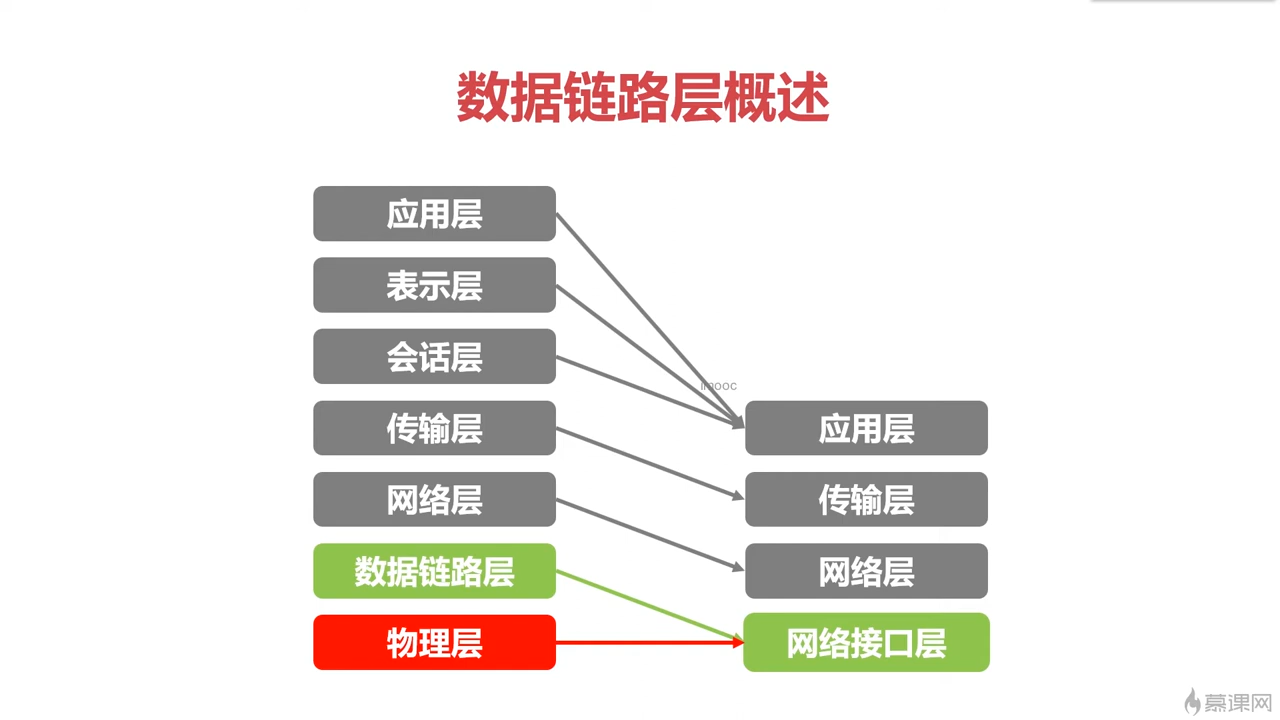 数据链路层概述
应用层
表示层
会话层
传输层
网络层
数据链路层
物理层
imooc
应用层
传输层
网络层
网络接口层
慕课网